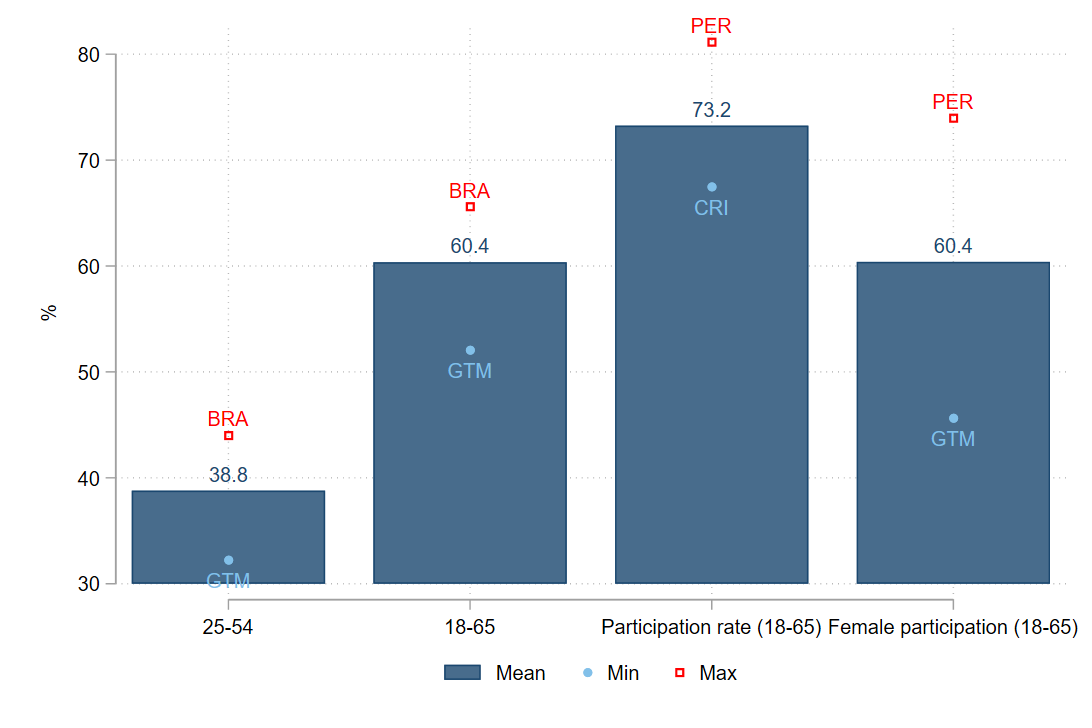 PER
80
PER
73.2
70
BRA
BRA
CRI
60.4
60.4
60
%
GTM
50
GTM
BRA
38.8
40
GTM
30
25-54
18-65
Participation rate (18-65)
Female participation (18-65)
Mean
Min
Max